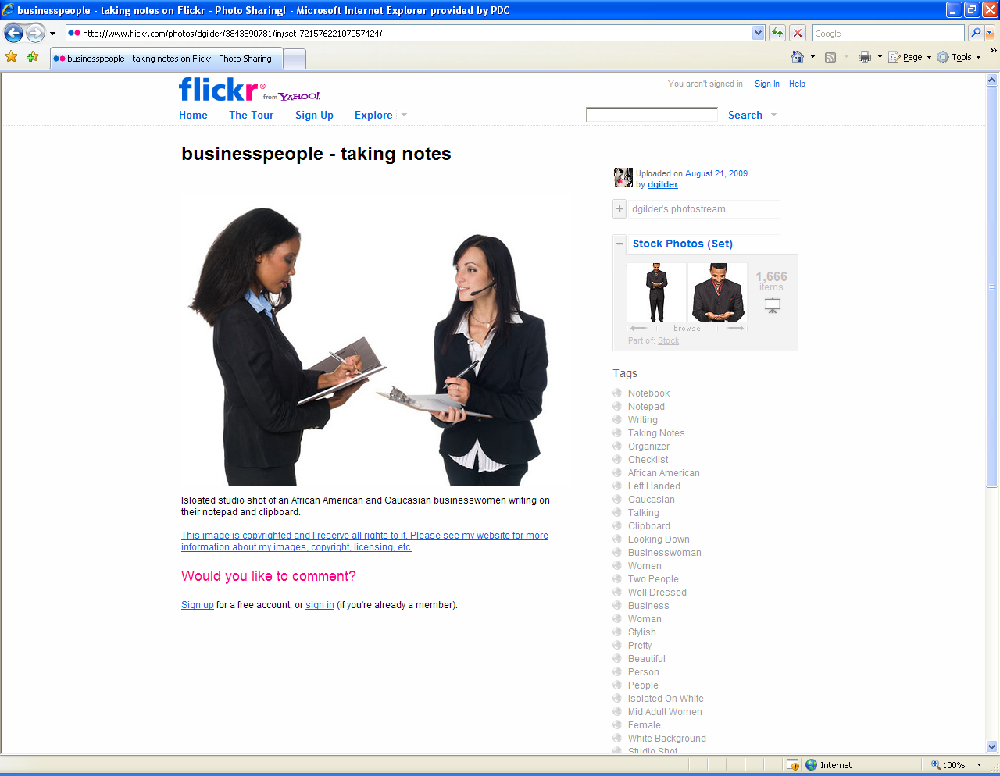 businesspeople - taking notes on Flickr - Photo Sharing! - Microsoft Internet Explorer provided by PDC
http://www.flickr.com/photos/dgilder/3843890781/in/set-72157622107057424/
Google
businesspeople - taking notes on Flickr - Photo Sharing!
Page
Tools
flickr® from YAHOO!
You aren't signed in Sign In Help
Home The Tour Sign Up Explore
Search
businesspeople - taking notes
Uploaded on August 21, 2009
by dgilder
dgilder's photostream
Stock Photos (Set)
1,666
items
browse
Part of: Stock
Isloated studio shot of an African American and Caucasian businesswomen writing on
their notepad and clipboard.
This image is copyrighted and I reserve all rights to it. Please see my website for more
information about my images, copyright, licensing, etc.
Would you like to comment?
Sign up for a free account, or sign in (if you're already a member).
Tags
Notebook
Notepad
Writing
Taking Notes
Organizer
Checklist
African American
Left Handed
Caucasian
Talking
Clipboard
Looking Down
Businesswoman
Women
Two People
Well Dressed
Business
Woman
Stylish
Pretty
Beautiful
Person
People
Isolated On White
Mid Adult Women
Female
White Background
Studio Shot
Internet
100%